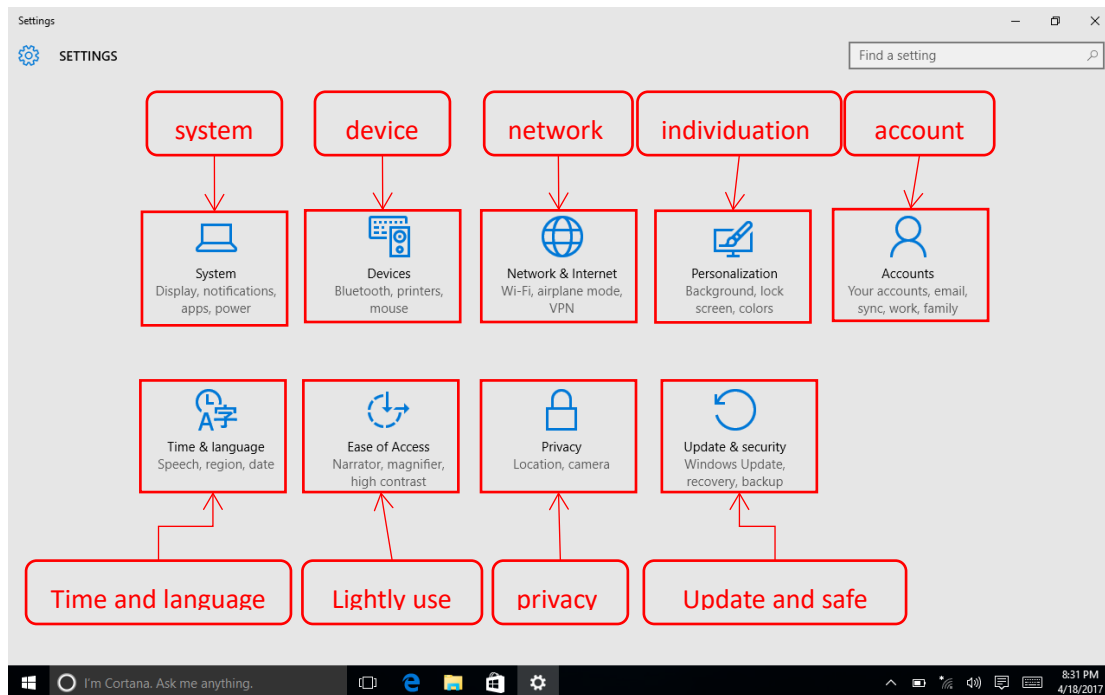 Settings
SETTINGS
Find a setting
system
device
network
individuation
account
System
Display, notifications,
apps, power
Devices
Bluetooth, printers,
mouse
Network & Internet
Wi-Fi, airplane mode,
VPN
Personalization
Background, lock
screen, colors
Accounts
Your accounts, email,
sync, work, family
Time & language
Speech, region, date
Ease of Access
Narrator, magnifier,
high contrast
Privacy
Location, camera
Update & security
Windows Update,
recovery, backup
Time and language
Lightly use
privacy
Update and safe
I'm Cortana. Ask me anything.
8:31 PM
4/18/2017